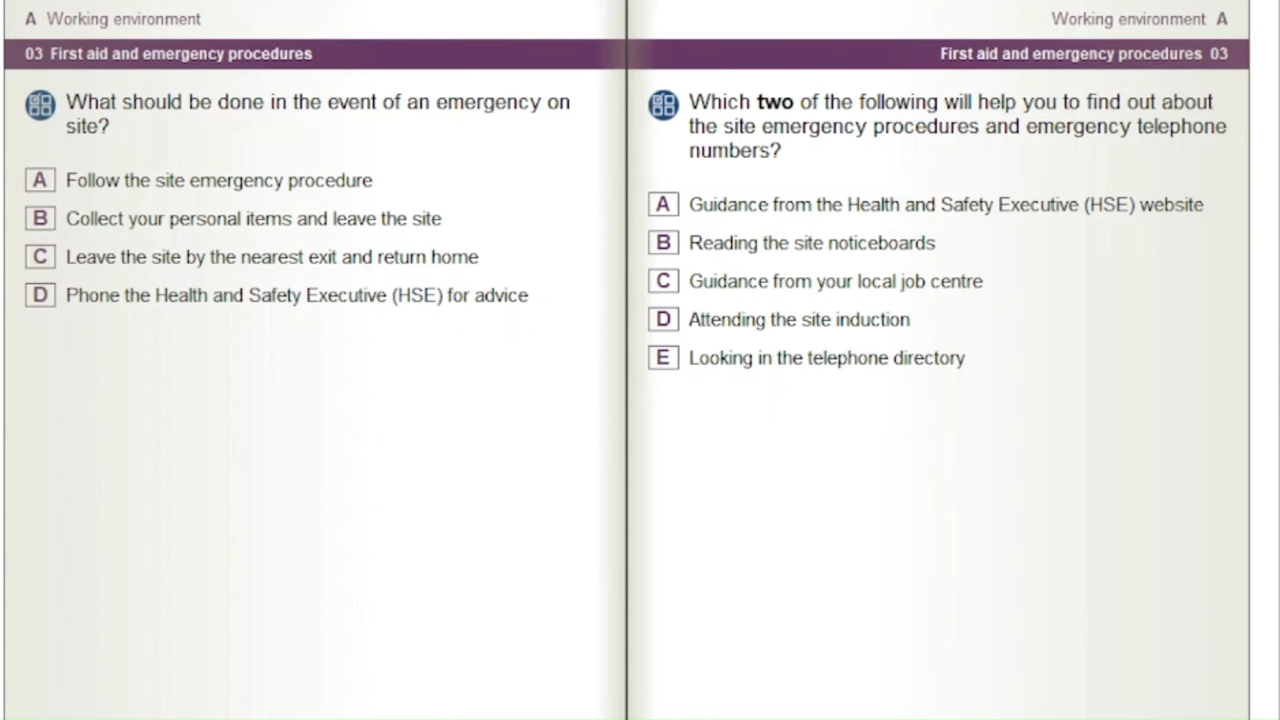 A Working environment
03 First aid and emergency procedures
What should be done in the event of an emergency on
site?
A Follow the site emergency procedure
B Collect your personal items and leave the site
C Leave the site by the nearest exit and return home
D Phone the Health and Safety Executive (HSE) for advice
Working environment A
First aid and emergency procedures 03
Which two of the following will help you to find out about
the site emergency procedures and emergency telephone
numbers?
A Guidance from the Health and Safety Executive (HSE) website
B Reading the site noticeboards
C Guidance from your local job centre
D Attending the site induction
E Looking in the telephone directory